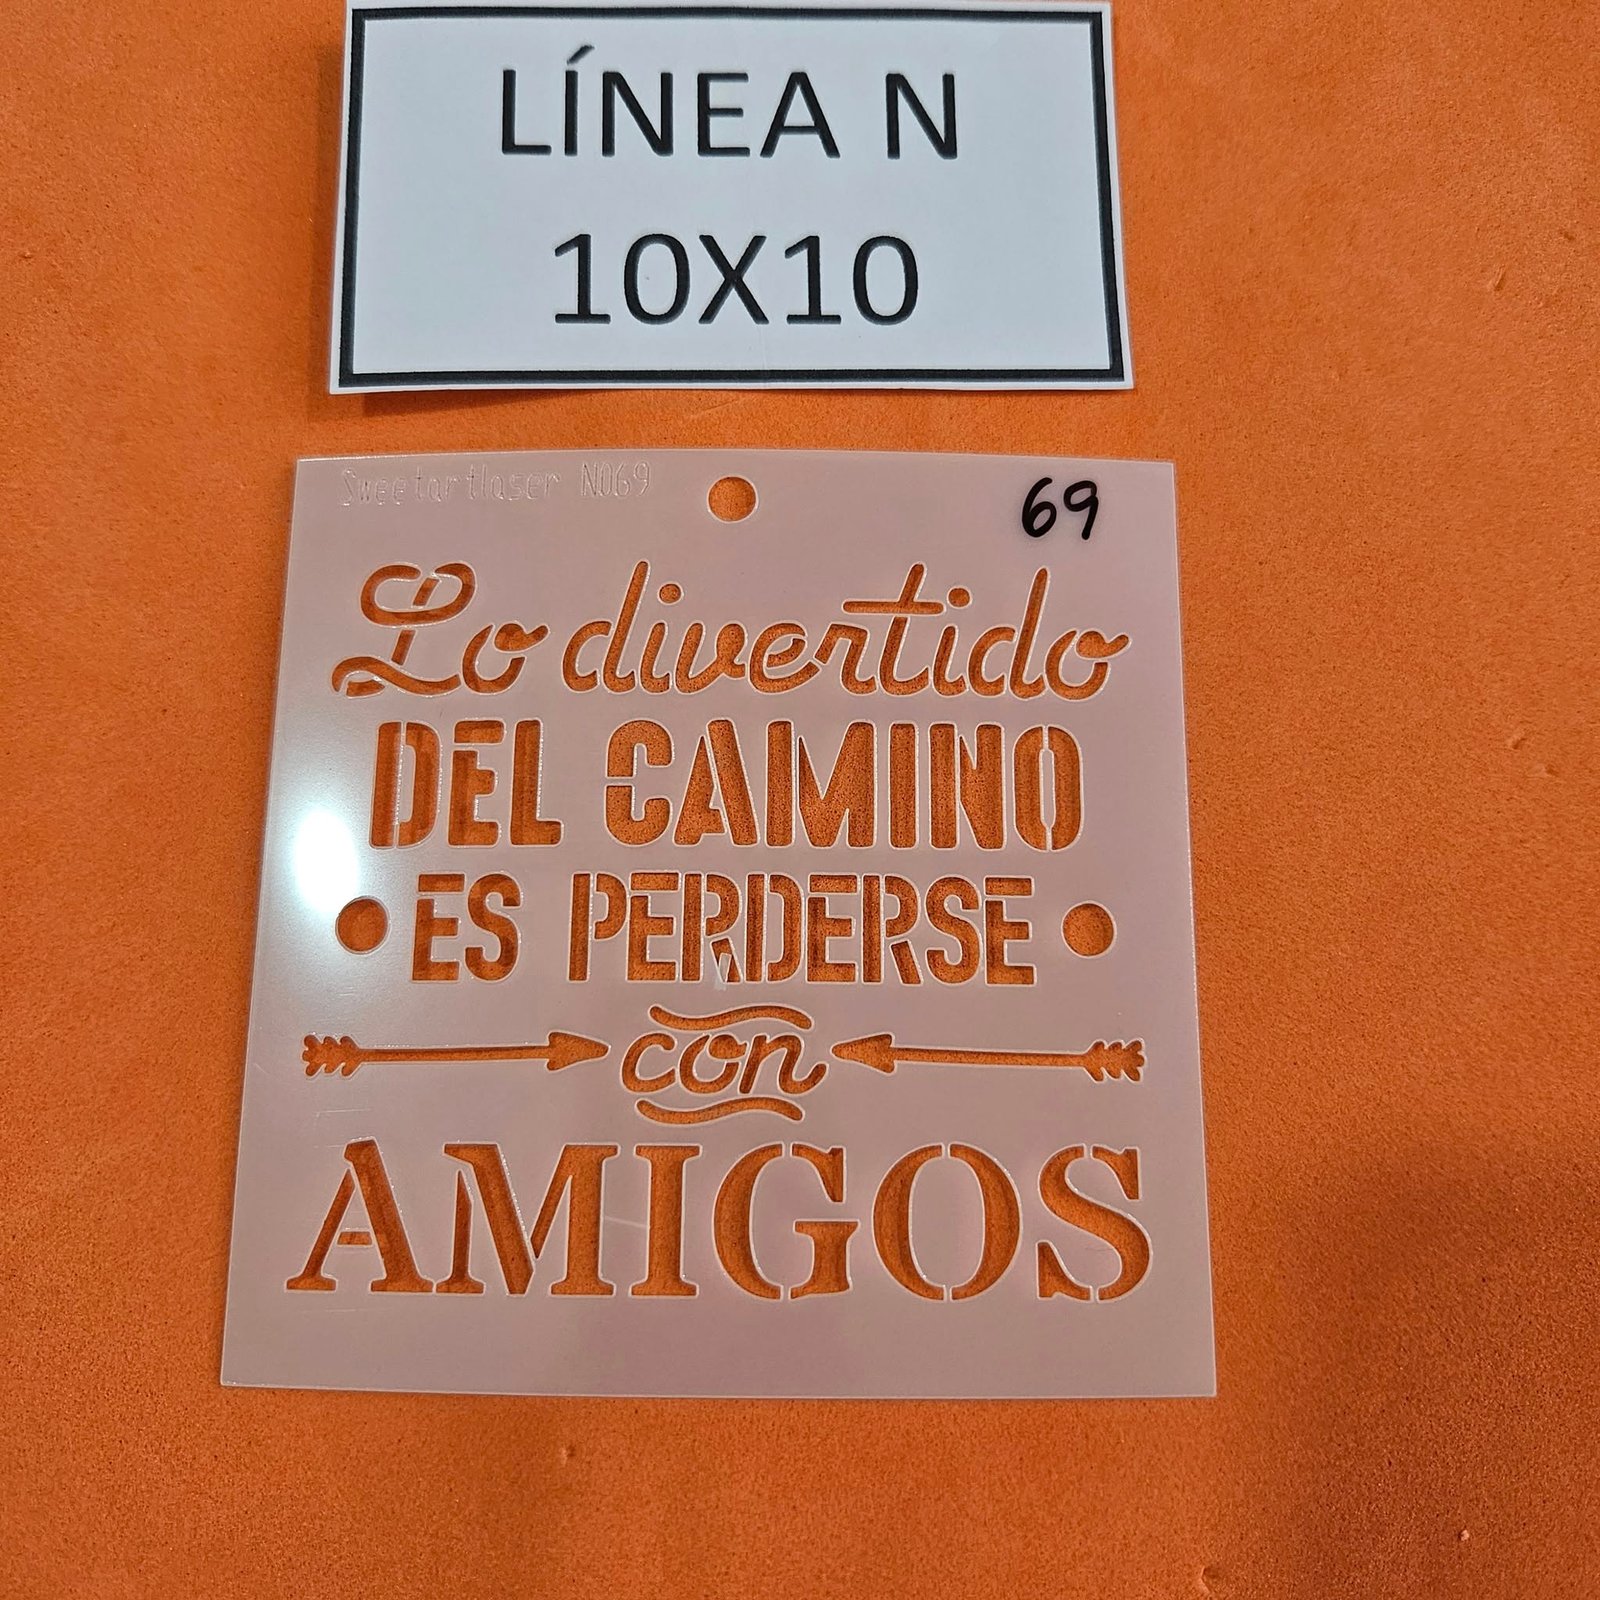 LÍNEA N
10X10
Sweetartlaser N069
69
Lo divertido
DEL CAMINO
ES PERDERSE
con
AMIGOS